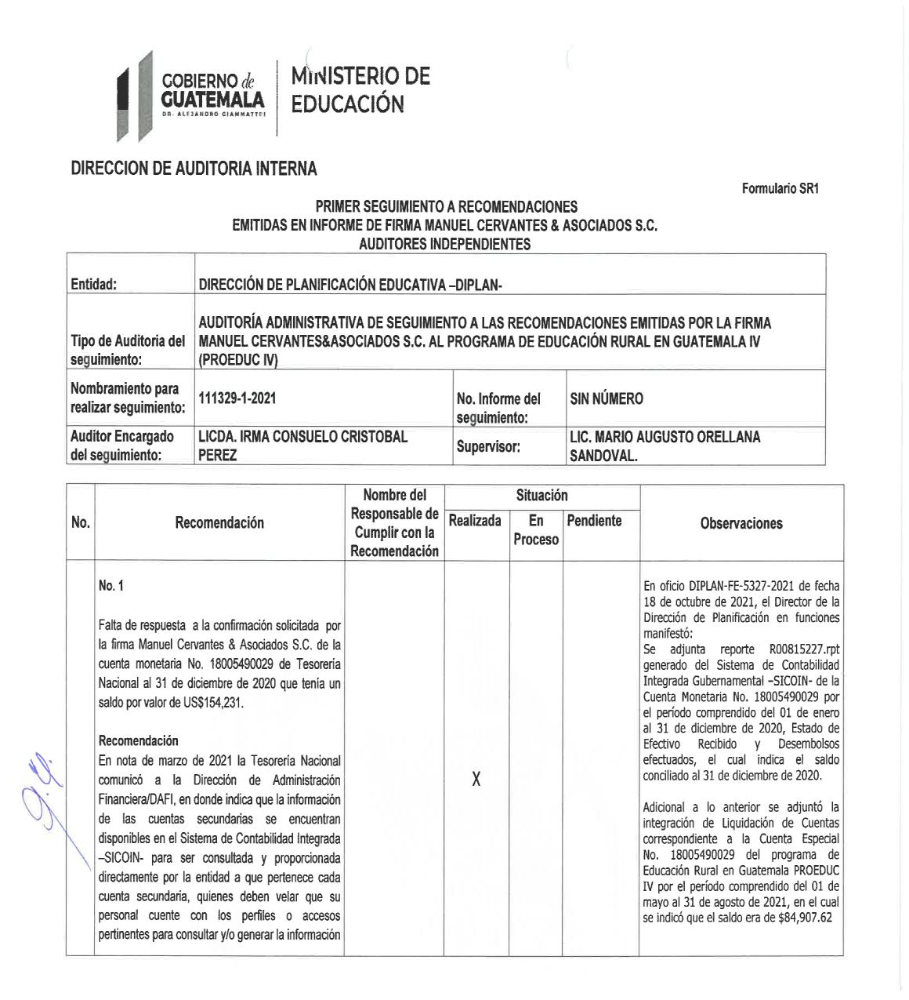 GOBIERNO de
GUATEMALA
DR. ALEJANDRO GIAMMATTEI
MINISTERIO DE
EDUCACIÓN
DIRECCION DE AUDITORIA INTERNA
Formulario SR1
PRIMER SEGUIMIENTO A RECOMENDACIONES
EMITIDAS EN INFORME DE FIRMA MANUEL CERVANTES & ASOCIADOS S.C.
AUDITORES INDEPENDIENTES
Entidad:
DIRECCIÓN DE PLANIFICACIÓN EDUCATIVA –DIPLAN-
Tipo de Auditoria del
seguimiento:
AUDITORÍA ADMINISTRATIVA DE SEGUIMIENTO A LAS RECOMENDACIONES EMITIDAS POR LA FIRMA
MANUEL CERVANTES&ASOCIADOS S.C. AL PROGRAMA DE EDUCACIÓN RURAL EN GUATEMALA IV
(PROEDUC IV)
Nombramiento para
realizar seguimiento:
111329-1-2021
No. Informe del
seguimiento:
SIN NÚMERO
Auditor Encargado
del seguimiento:
LICDA. IRMA CONSUELO CRISTOBAL
PEREZ
Supervisor:
LIC. MARIO AUGUSTO ORELLANA
SANDOVAL.
No.
Recomendación
Nombre del
Responsable de
Cumplir con la
Recomendación
Situación
Realizada
En
Proceso
Pendiente
Observaciones
No. 1
Falta de respuesta a la confirmación solicitada por
la firma Manuel Cervantes & Asociados S.C. de la
cuenta monetaria No. 18005490029 de Tesorería
Nacional al 31 de diciembre de 2020 que tenía un
saldo por valor de US$154,231.
Recomendación
En nota de marzo de 2021 la Tesorería Nacional
comunicó a la Dirección de Administración
Financiera/DAFI, en donde indica que la información
de las cuentas secundarias se encuentran
disponibles en el Sistema de Contabilidad Integrada
–SICOIN- para ser consultada y proporcionada
directamente por la entidad a que pertenece cada
cuenta secundaria, quienes deben velar que su
personal cuente con los perfiles o accesos
pertinentes para consultar y/o generar la información
X
En oficio DIPLAN-FE-5327-2021 de fecha
18 de octubre de 2021, el Director de la
Dirección de Planificación en funciones
manifestó:
Se adjunta reporte R00815227.rpt
generado del Sistema de Contabilidad
Integrada Gubernamental –SICOIN- de la
Cuenta Monetaria No. 18005490029 por
el período comprendido del 01 de enero
al 31 de diciembre de 2020, Estado de
Efectivo Recibido y Desembolsos
efectuados, el cual indica el saldo
conciliado al 31 de diciembre de 2020.
Adicional a lo anterior se adjuntó la
integración de Liquidación de Cuentas
correspondiente a la Cuenta Especial
No. 18005490029 del programa de
Educación Rural en Guatemala PROEDUC
IV por el período comprendido del 01 de
mayo al 31 de agosto de 2021, en el cual
se indicó que el saldo era de $84,907.62